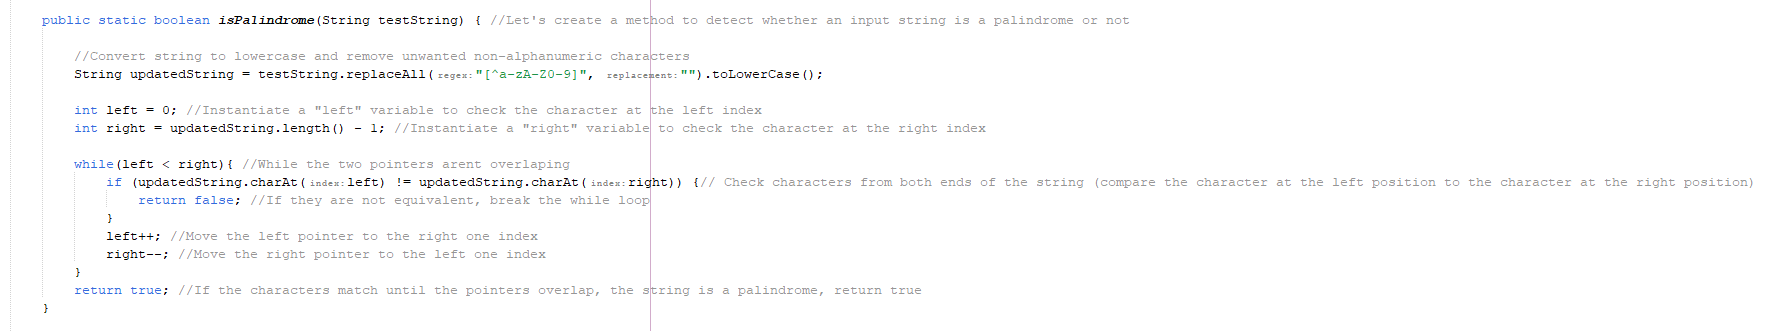 public static boolean isPalindrome(String testString) { //Let's create a method to detect whether an input string is a palindrome or not
//Convert string to lowercase and remove unwanted non-alphanumeric characters
String updatedString = testString.replaceAll( regex: "[^a-zA-Z0-9]", replacement: "").toLowerCase();
int left = 0; //Instantiate a "left" variable to check the character at the left index
int right = updatedString.length() - 1; //Instantiate a "right" variable to check the character at the right index
while(left < right){ //While the two pointers arent overlaping
if (updatedString.charAt( index: left) != updatedString.charAt( index: right)) {// Check characters from both ends of the string (compare the character at the left position to the character at the right position)
return false; //If they are not equivalent, break the while loop
}
left++; //Move the left pointer to the right one index
right--; //Move the right pointer to the left one index
}
return true; //If the characters match until the pointers overlap, the string is a palindrome, return true
}